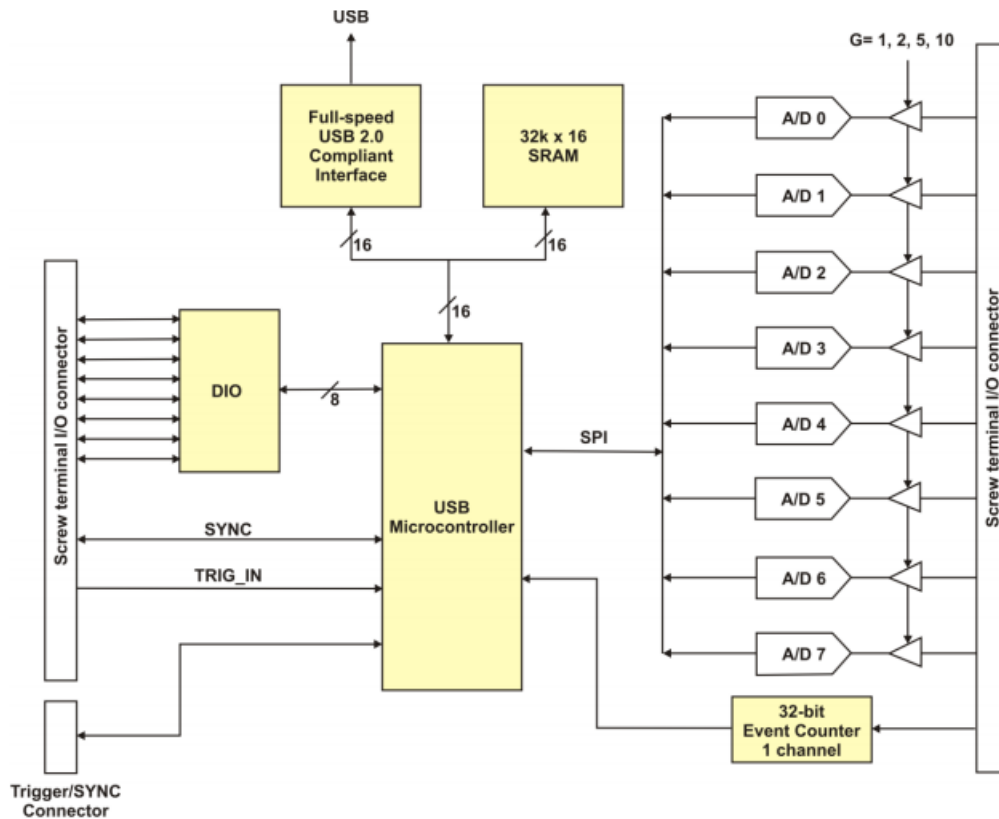 USB
G= 1, 2, 5, 10
Full-speed
USB 2.0
Compliant
Interface
32k x 16
SRAM
16
16
16
Screw terminal I/O connector
DIO
8
SYNC
TRIG_IN
USB
Microcontroller
SPI
A/D 0
A/D 1
A/D 2
A/D 3
A/D 4
A/D 5
A/D 6
A/D 7
32-bit
Event Counter
1 channel
Screw terminal I/O connector
Trigger/SYNC
Connector